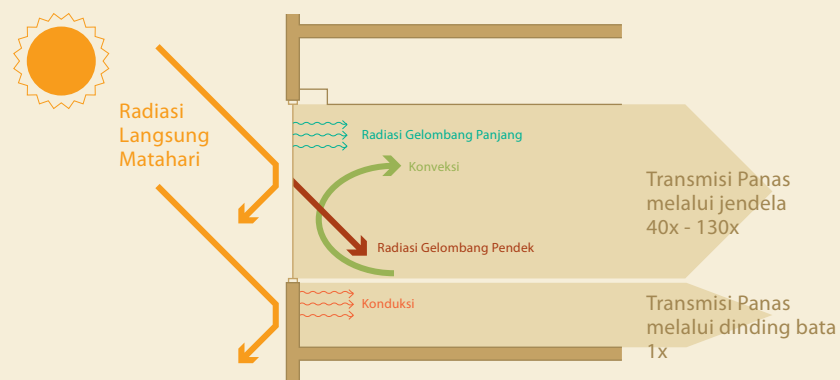 Radiasi
Langsung
Matahari
Radiasi Gelombang Panjang
Konveksi
Radiasi Gelombang Pendek
Konduksi
Transmisi Panas
melalui jendela
40x - 130x
Transmisi Panas
melalui dinding bata
1x